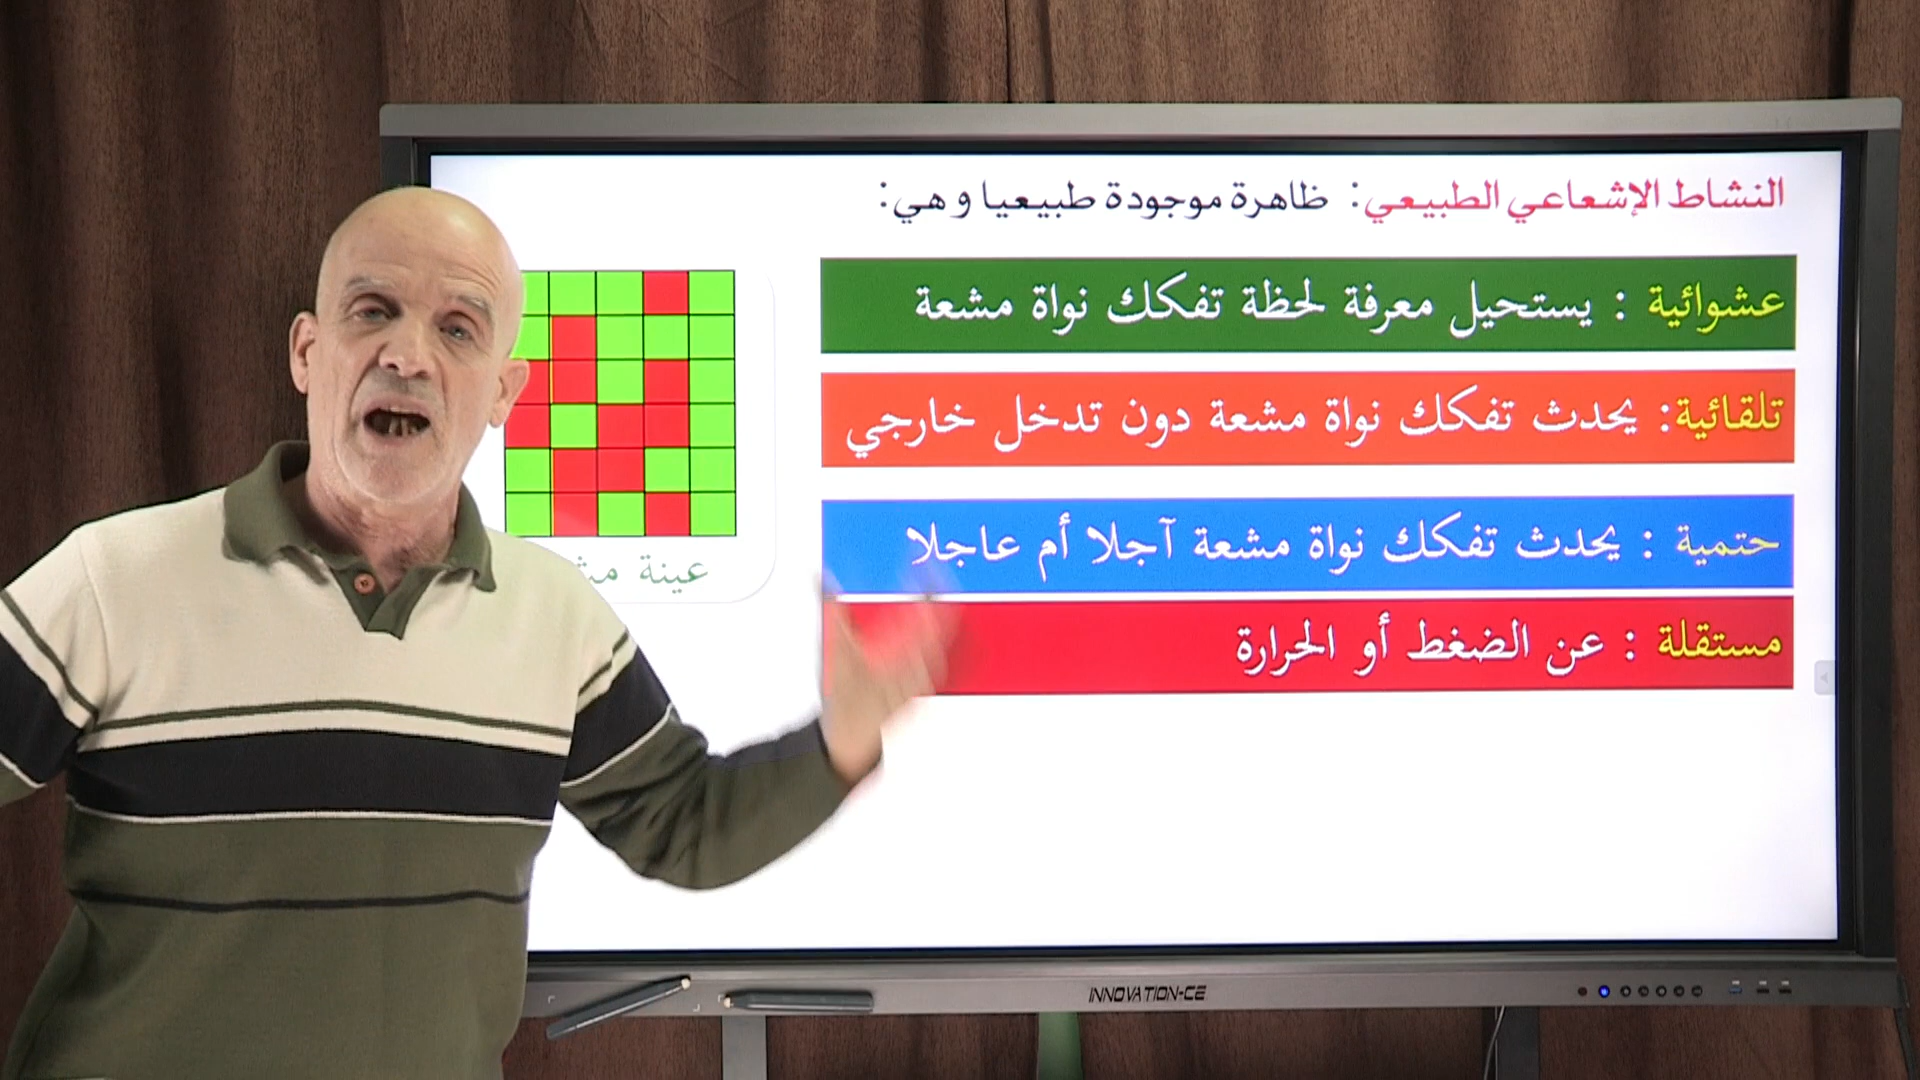 النشاط الإشعاعي الطبيعي: ظاهرة موجودة طبيعيا و هي:
عشوائية : يستحيل معرفة لحظة تفكك نواة مشعة
تلقائية: يحدث تفكك نواة مشعة دون تدخل خارجي
حتمية : يحدث تفكك نواة مشعة آجلا أم عاجلا
مستقلة : عن الضغط أو الحرارة
عينة
INNOVATION-CE